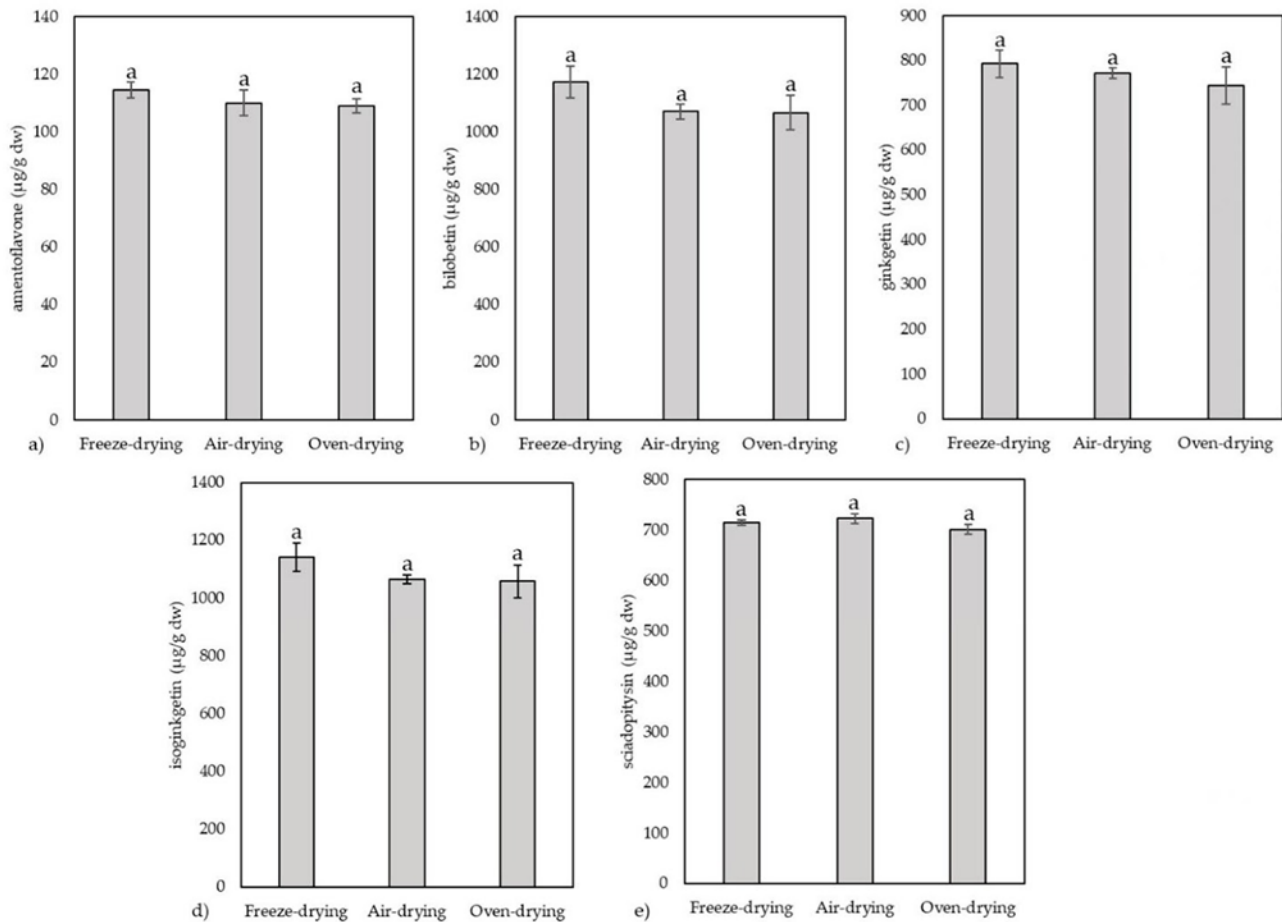 140
120
100
80
60
40
20
0
amentoflavone (µg/g dw)
a
a
a
Freeze-drying
Air-drying
Oven-drying
a)
1400
1200
1000
800
600
400
200
0
bilobetin (µg/g dw)
a
a
a
Freeze-drying
Air-drying
Oven-drying
b)
900
800
700
600
500
400
300
200
100
0
ginkgetin (µg/g dw)
a
a
a
Freeze-drying
Air-drying
Oven-drying
c)
1400
1200
1000
800
600
400
200
0
isoginkgetin (µg/g dw)
a
a
a
Freeze-drying
Air-drying
Oven-drying
d)
800
700
600
500
400
300
200
100
0
sciadopitysin (µg/g dw)
a
a
a
Freeze-drying
Air-drying
Oven-drying
e)